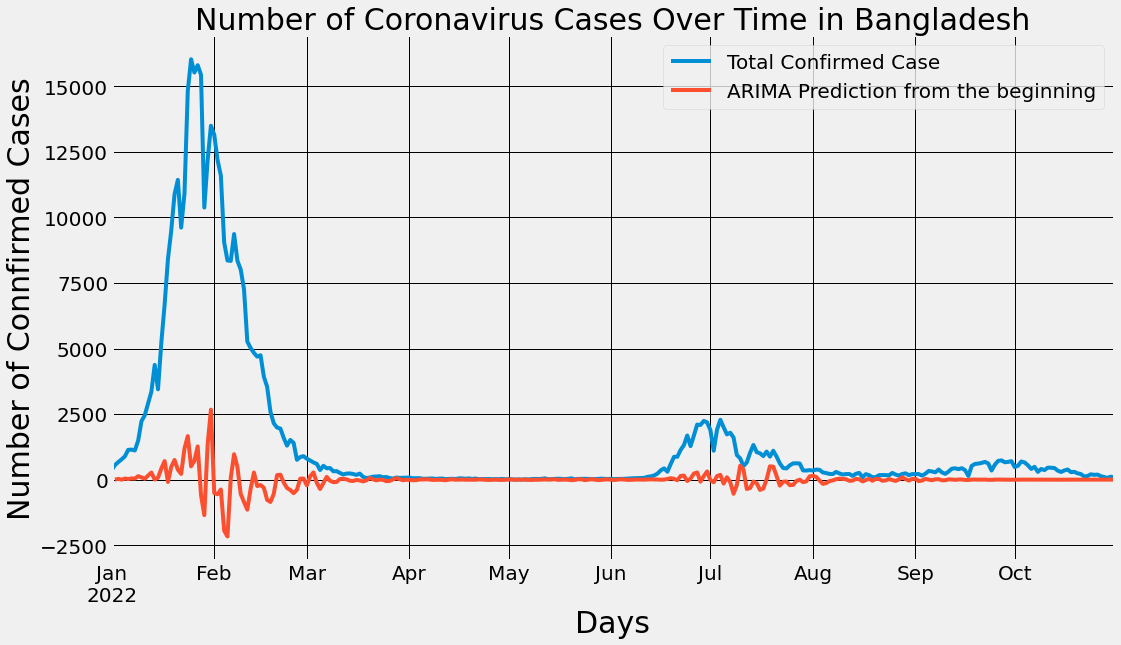 Number of Coronavirus Cases Over Time in Bangladesh
Total Confirmed Case
ARIMA Prediction from the beginning
Number of Connfirmed Cases
15000
12500
10000
7500
5000
2500
0
−2500
Jan Feb Mar Apr May Jun Jul Aug Sep Oct
2022
Days